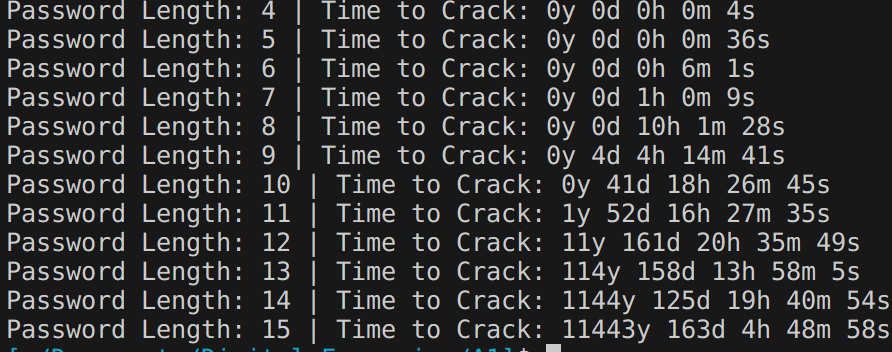 Password Length: 4 | Time to Crack: 0y 0d 0h 0m 4s
Password Length: 5 | Time to Crack: 0y 0d 0h 0m 36s
Password Length: 6 | Time to Crack: 0y 0d 0h 6m 1s
Password Length: 7 | Time to Crack: 0y 0d 1h 0m 9s
Password Length: 8 | Time to Crack: 0y 0d 10h 1m 28s
Password Length: 9 | Time to Crack: 0y 4d 4h 14m 41s
Password Length: 10 | Time to Crack: 0y 41d 18h 26m 45s
Password Length: 11 | Time to Crack: 1y 52d 16h 27m 35s
Password Length: 12 | Time to Crack: 11y 161d 20h 35m 49s
Password Length: 13 | Time to Crack: 114y 158d 13h 58m 5s
Password Length: 14 | Time to Crack: 1144y 125d 19h 40m 54s
Password Length: 15 | Time to Crack: 11443y 163d 4h 48m 58s